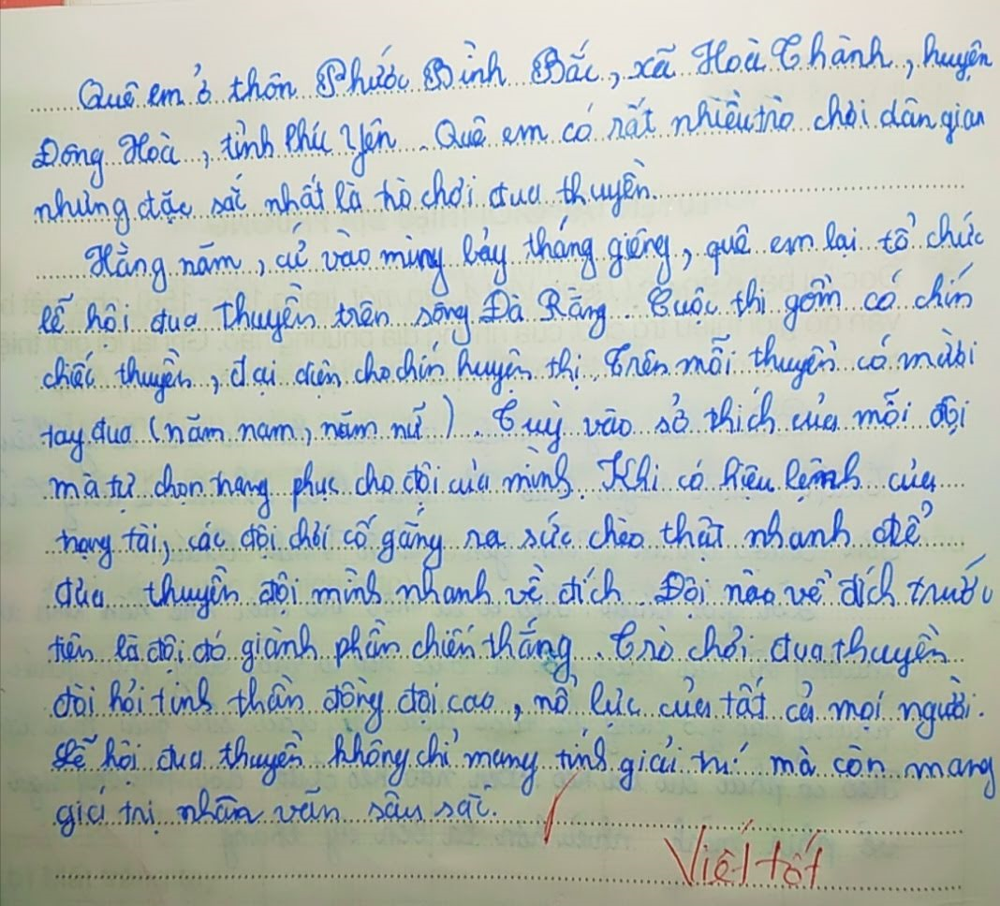 Quê em ở thôn Phước Bình Bắc, xã Hoà Thành, huyện
Đông Hoà, tỉnh Phú Yên. Quê em có rất nhiều trò chơi dân gian
nhưng đặc sắc nhất là trò chơi đua thuyền.
Hằng năm, cứ vào mùng bảy tháng giêng, quê em lại tổ chức
lễ hội đua thuyền trên sông Đà Rằng. Cuộc thi gồm có chín
chiếc thuyền, đại diện cho chín huyện thị. Trên mỗi thuyền có mười
tay đua (năm nam, năm nữ). Tuỳ vào sở thích của mỗi đội
mà tự chọn trang phục cho đội của mình. Khi có hiệu lệnh của
trọng tài, các đội chơi cố gắng ra sức chèo thật nhanh để
đưa thuyền đội mình nhanh về đích. Đội nào về đích trước
tiên là đội đó giành phần chiến thắng. Trò chơi đua thuyền
đòi hỏi tinh thần đồng đội cao, nổ lực của tất cả mọi người.
Lễ hội đua thuyền không chỉ mang tính giải trí mà còn mang
giá trị nhân văn sâu sắc.
Viết tốt